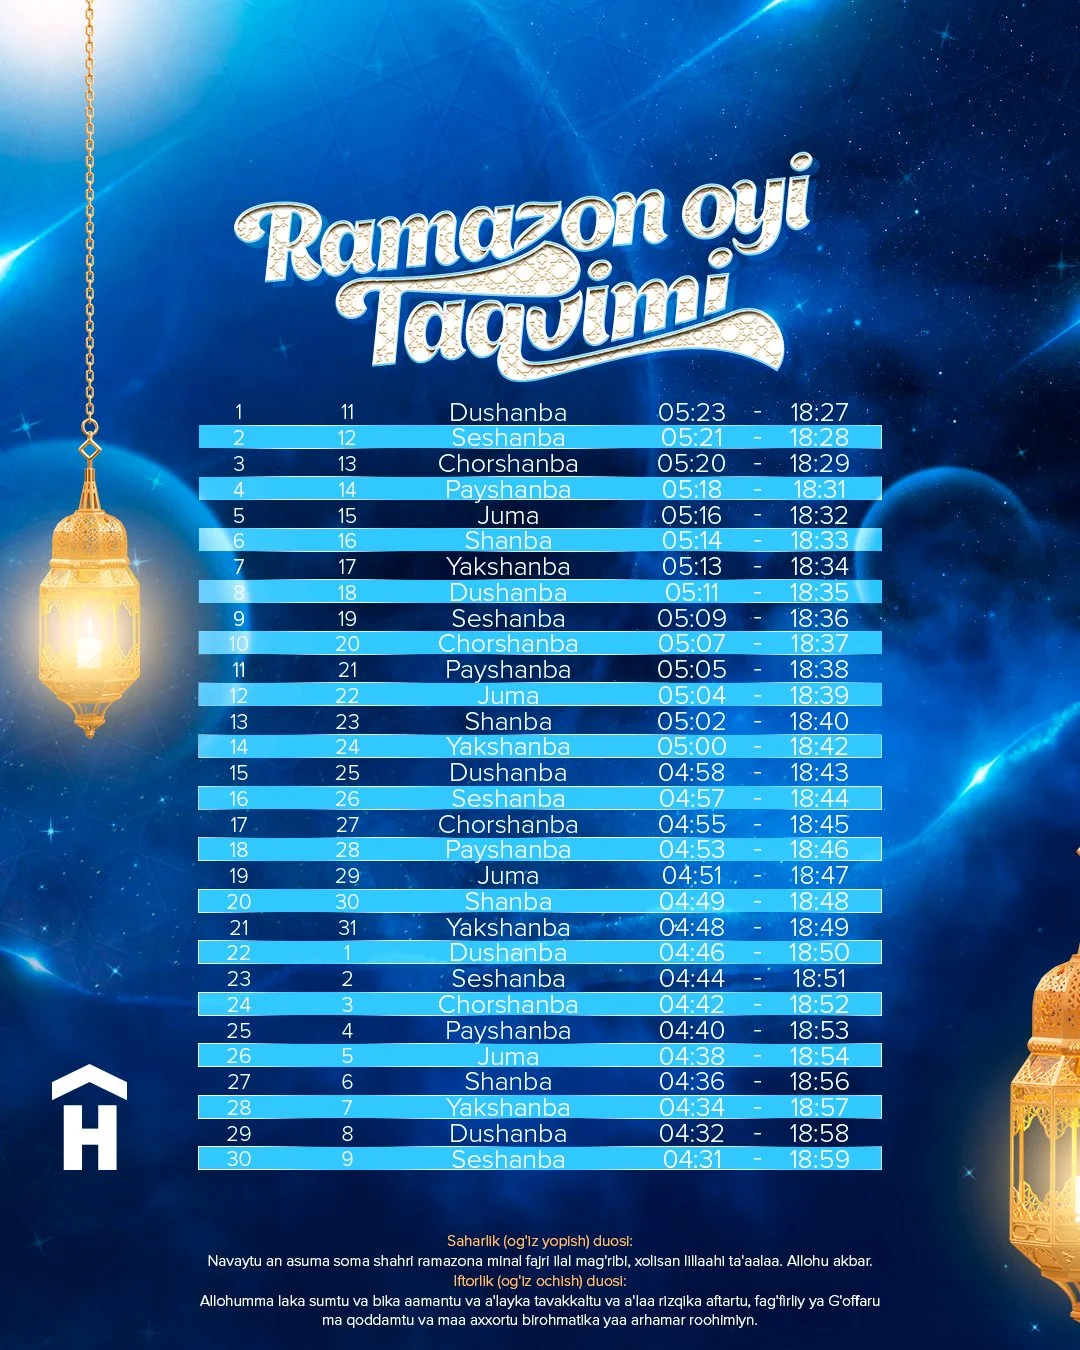 Ramazon oyi
Taqvimi
1 11 Dushanba 05:23 - 18:27
2 12 Seshanba 05:21 - 18:28
3 13 Chorshanba 05:20 - 18:29
4 14 Payshanba 05:18 - 18:31
5 15 Juma 05:16 - 18:32
6 16 Shanba 05:14 - 18:33
7 17 Yakshanba 05:13 - 18:34
8 18 Dushanba 05:11 - 18:35
9 19 Seshanba 05:09 - 18:36
10 20 Chorshanba 05:07 - 18:37
11 21 Payshanba 05:05 - 18:38
12 22 Juma 05:04 - 18:39
13 23 Shanba 05:02 - 18:40
14 24 Yakshanba 05:00 - 18:42
15 25 Dushanba 04:58 - 18:43
16 26 Seshanba 04:57 - 18:44
17 27 Chorshanba 04:55 - 18:45
18 28 Payshanba 04:53 - 18:46
19 29 Juma 04:51 - 18:47
20 30 Shanba 04:49 - 18:48
21 31 Yakshanba 04:48 - 18:49
22 1 Dushanba 04:46 - 18:50
23 2 Seshanba 04:44 - 18:51
24 3 Chorshanba 04:42 - 18:52
25 4 Payshanba 04:40 - 18:53
26 5 Juma 04:38 - 18:54
27 6 Shanba 04:36 - 18:56
28 7 Yakshanba 04:34 - 18:57
29 8 Dushanba 04:32 - 18:58
30 9 Seshanba 04:31 - 18:59
H
Saharlik (og'iz yopish) duosi:
Navaytu an asuma soma shahri ramazona minal fajri ilal mag'ribi, xolisan lillaahi ta'aalaa. Allohu akbar.
Iftorlik (og'iz ochish) duosi:
Allohumma laka sumtu va bika aamantu va a'layka tavakkaltu va a'laa rizqika aftartu, fag'firliy ya G'offaru
ma qoddamtu va maa axxortu birohmatika yaa arhamar roohimiyn.